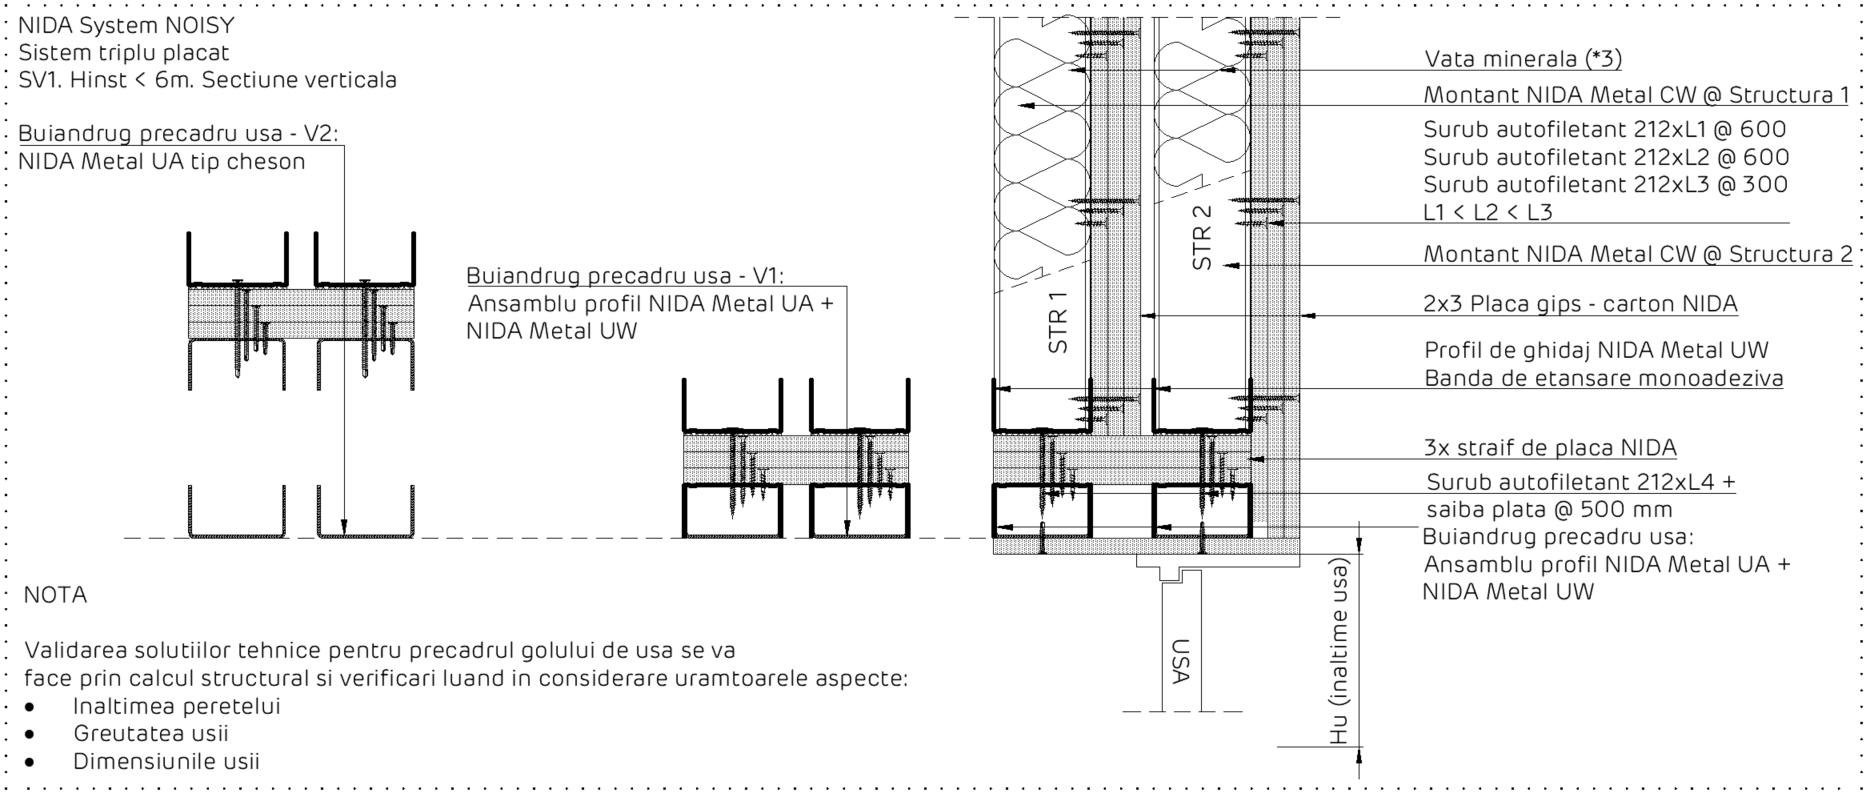 NIDA System NOISY
Sistem triplu placat
SV1. Hinst < 6m. Sectiune verticala
Buiandrug precadru usa - V2:
NIDA Metal UA tip cheson
Buiandrug precadru usa - V1:
Ansamblu profil NIDA Metal UA +
NIDA Metal UW
STR 1
STR 2
Vata minerala (*3)
Montant NIDA Metal CW @ Structura 1
Surub autofiletant 212xL1 @ 600
Surub autofiletant 212xL2 @ 600
Surub autofiletant 212xL3 @ 300
L1 < L2 < L3
Montant NIDA Metal CW @ Structura 2
2x3 Placa gips - carton NIDA
Profil de ghidaj NIDA Metal UW
Banda de etansare monoadeziva
3x straif de placa NIDA
Surub autofiletant 212xL4 +
saiba plata @ 500 mm
Buiandrug precadru usa:
Ansamblu profil NIDA Metal UA +
NIDA Metal UW
USA
Hu (inaltime usa)
NOTA
Validarea solutiilor tehnice pentru precadrul golului de usa se va
face prin calcul structural si verificari luand in considerare uramtoarele aspecte:
• Inaltimea peretelui
• Greutatea usii
• Dimensiunile usii